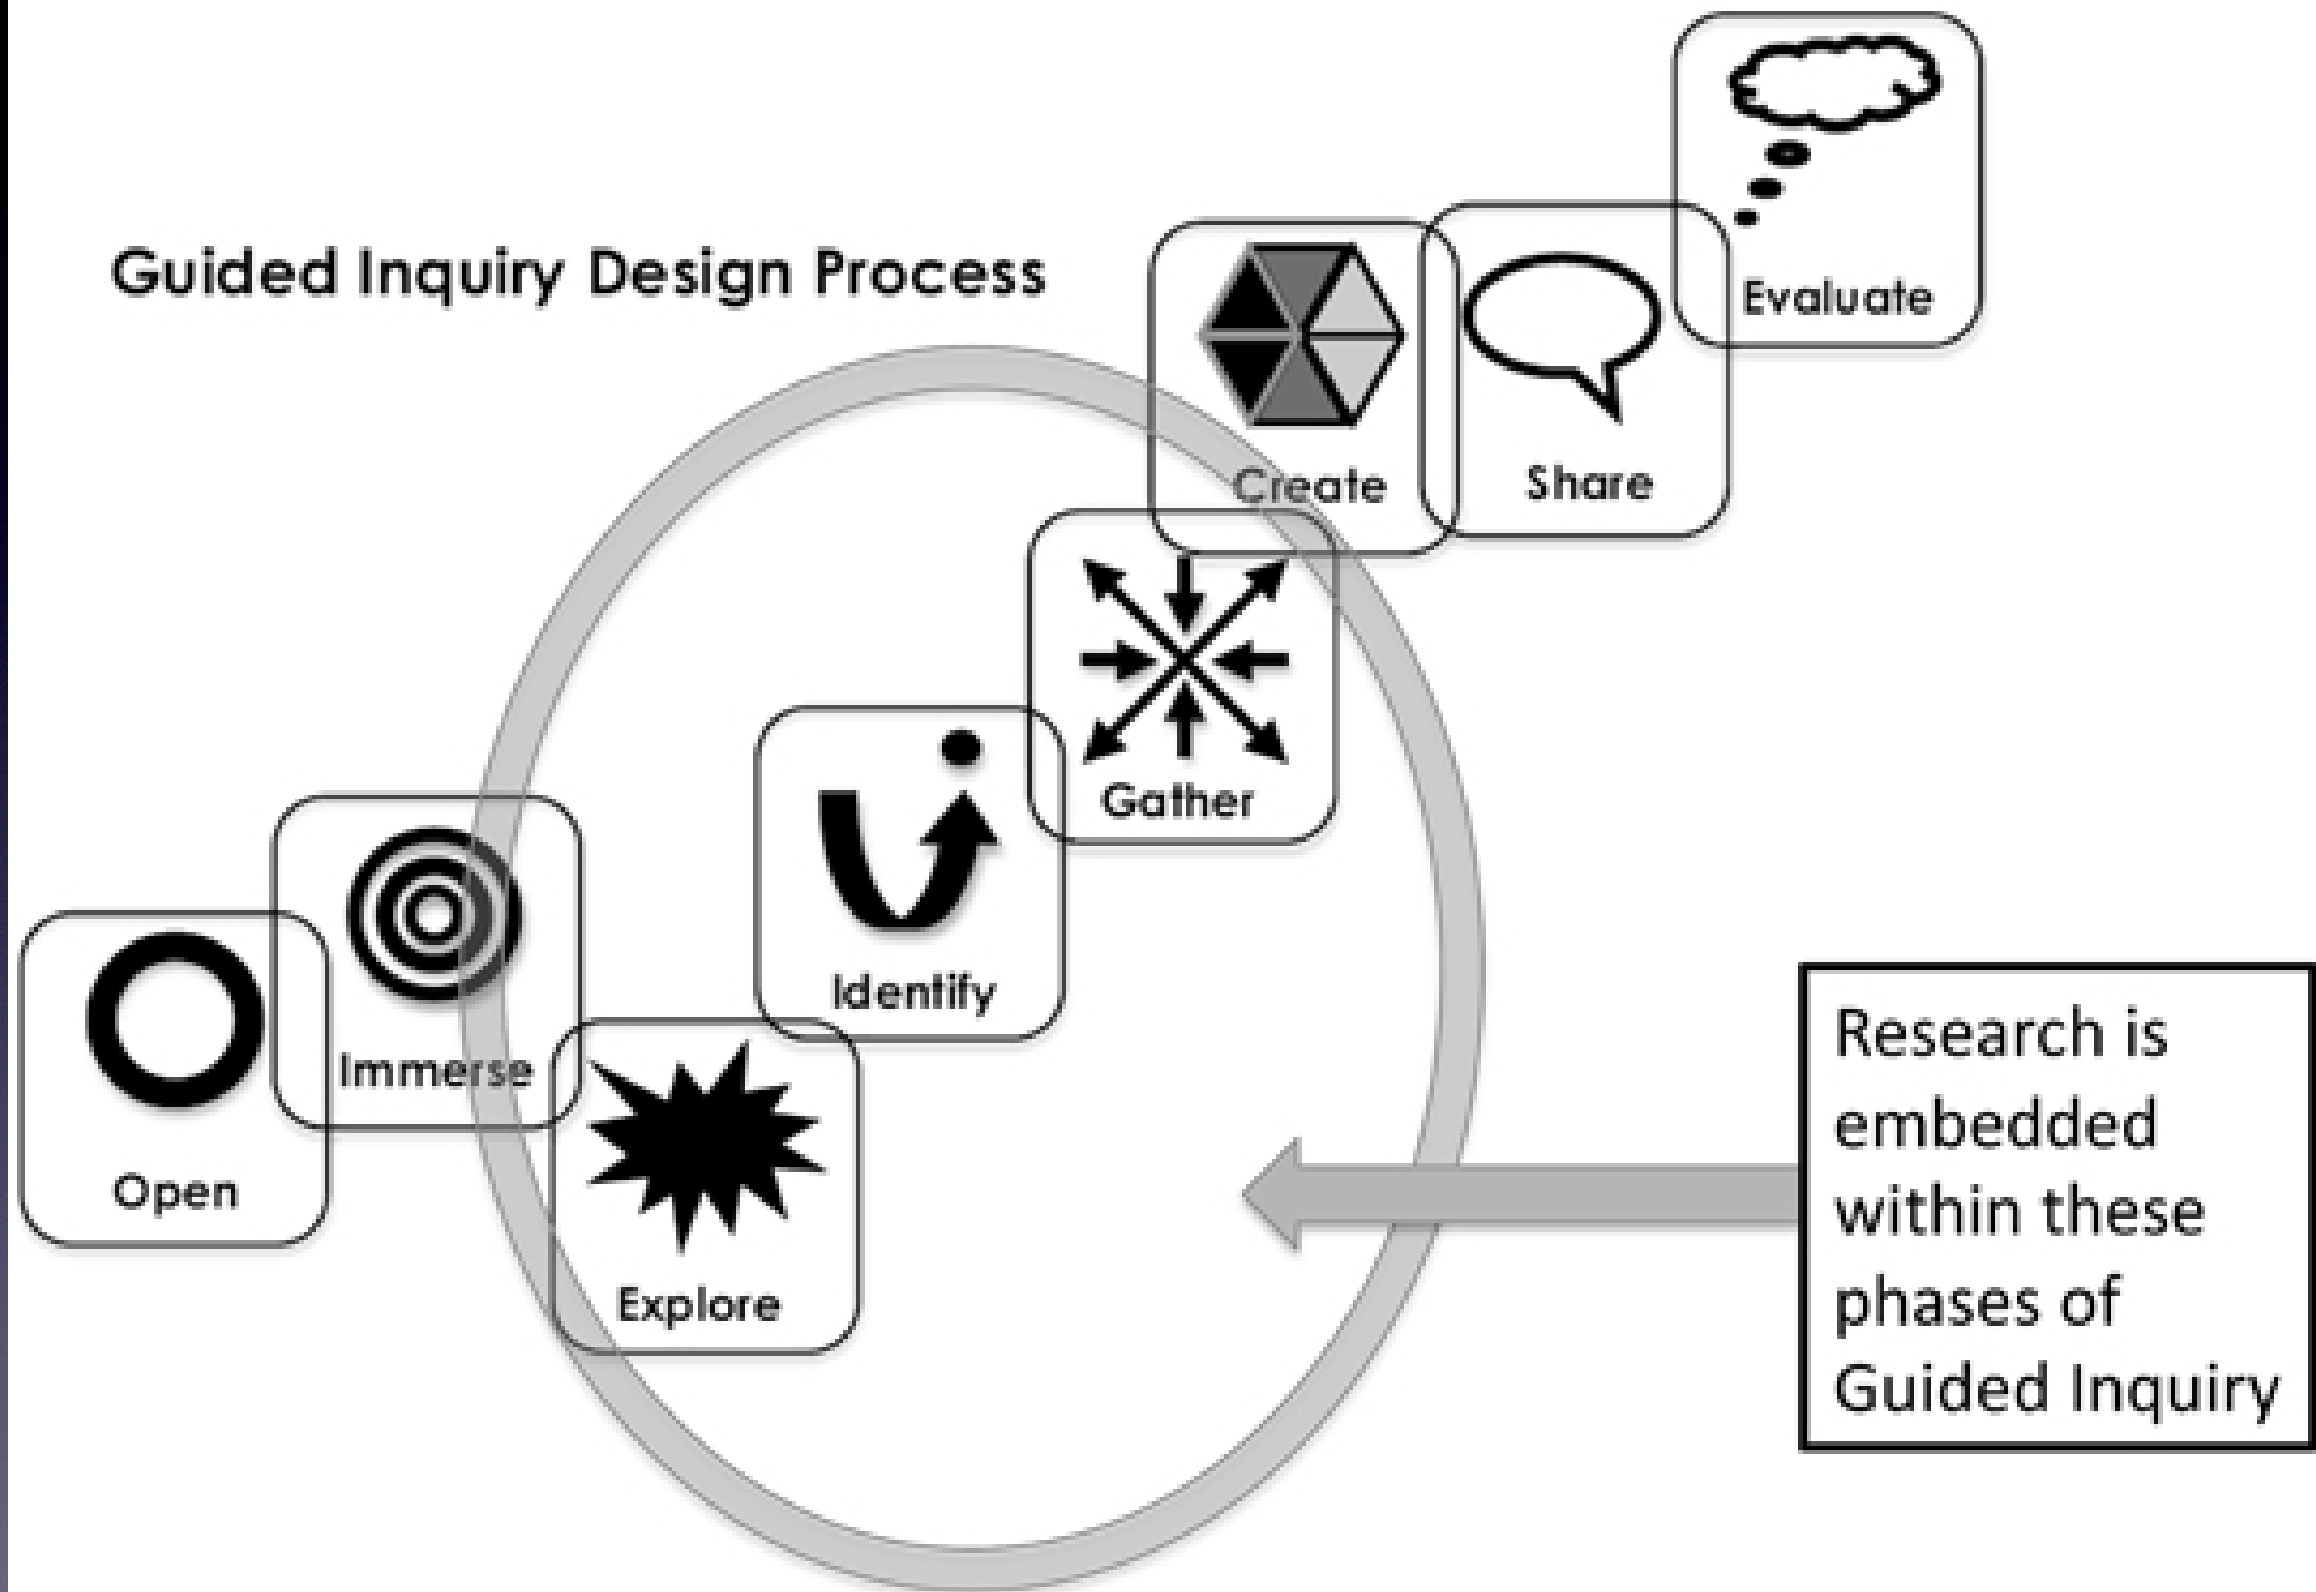 Guided Inquiry Design Process
Open
Immerse
Explore
Identify
Gather
Create
Share
Evaluate
Research is
embedded
within these
phases of
Guided Inquiry